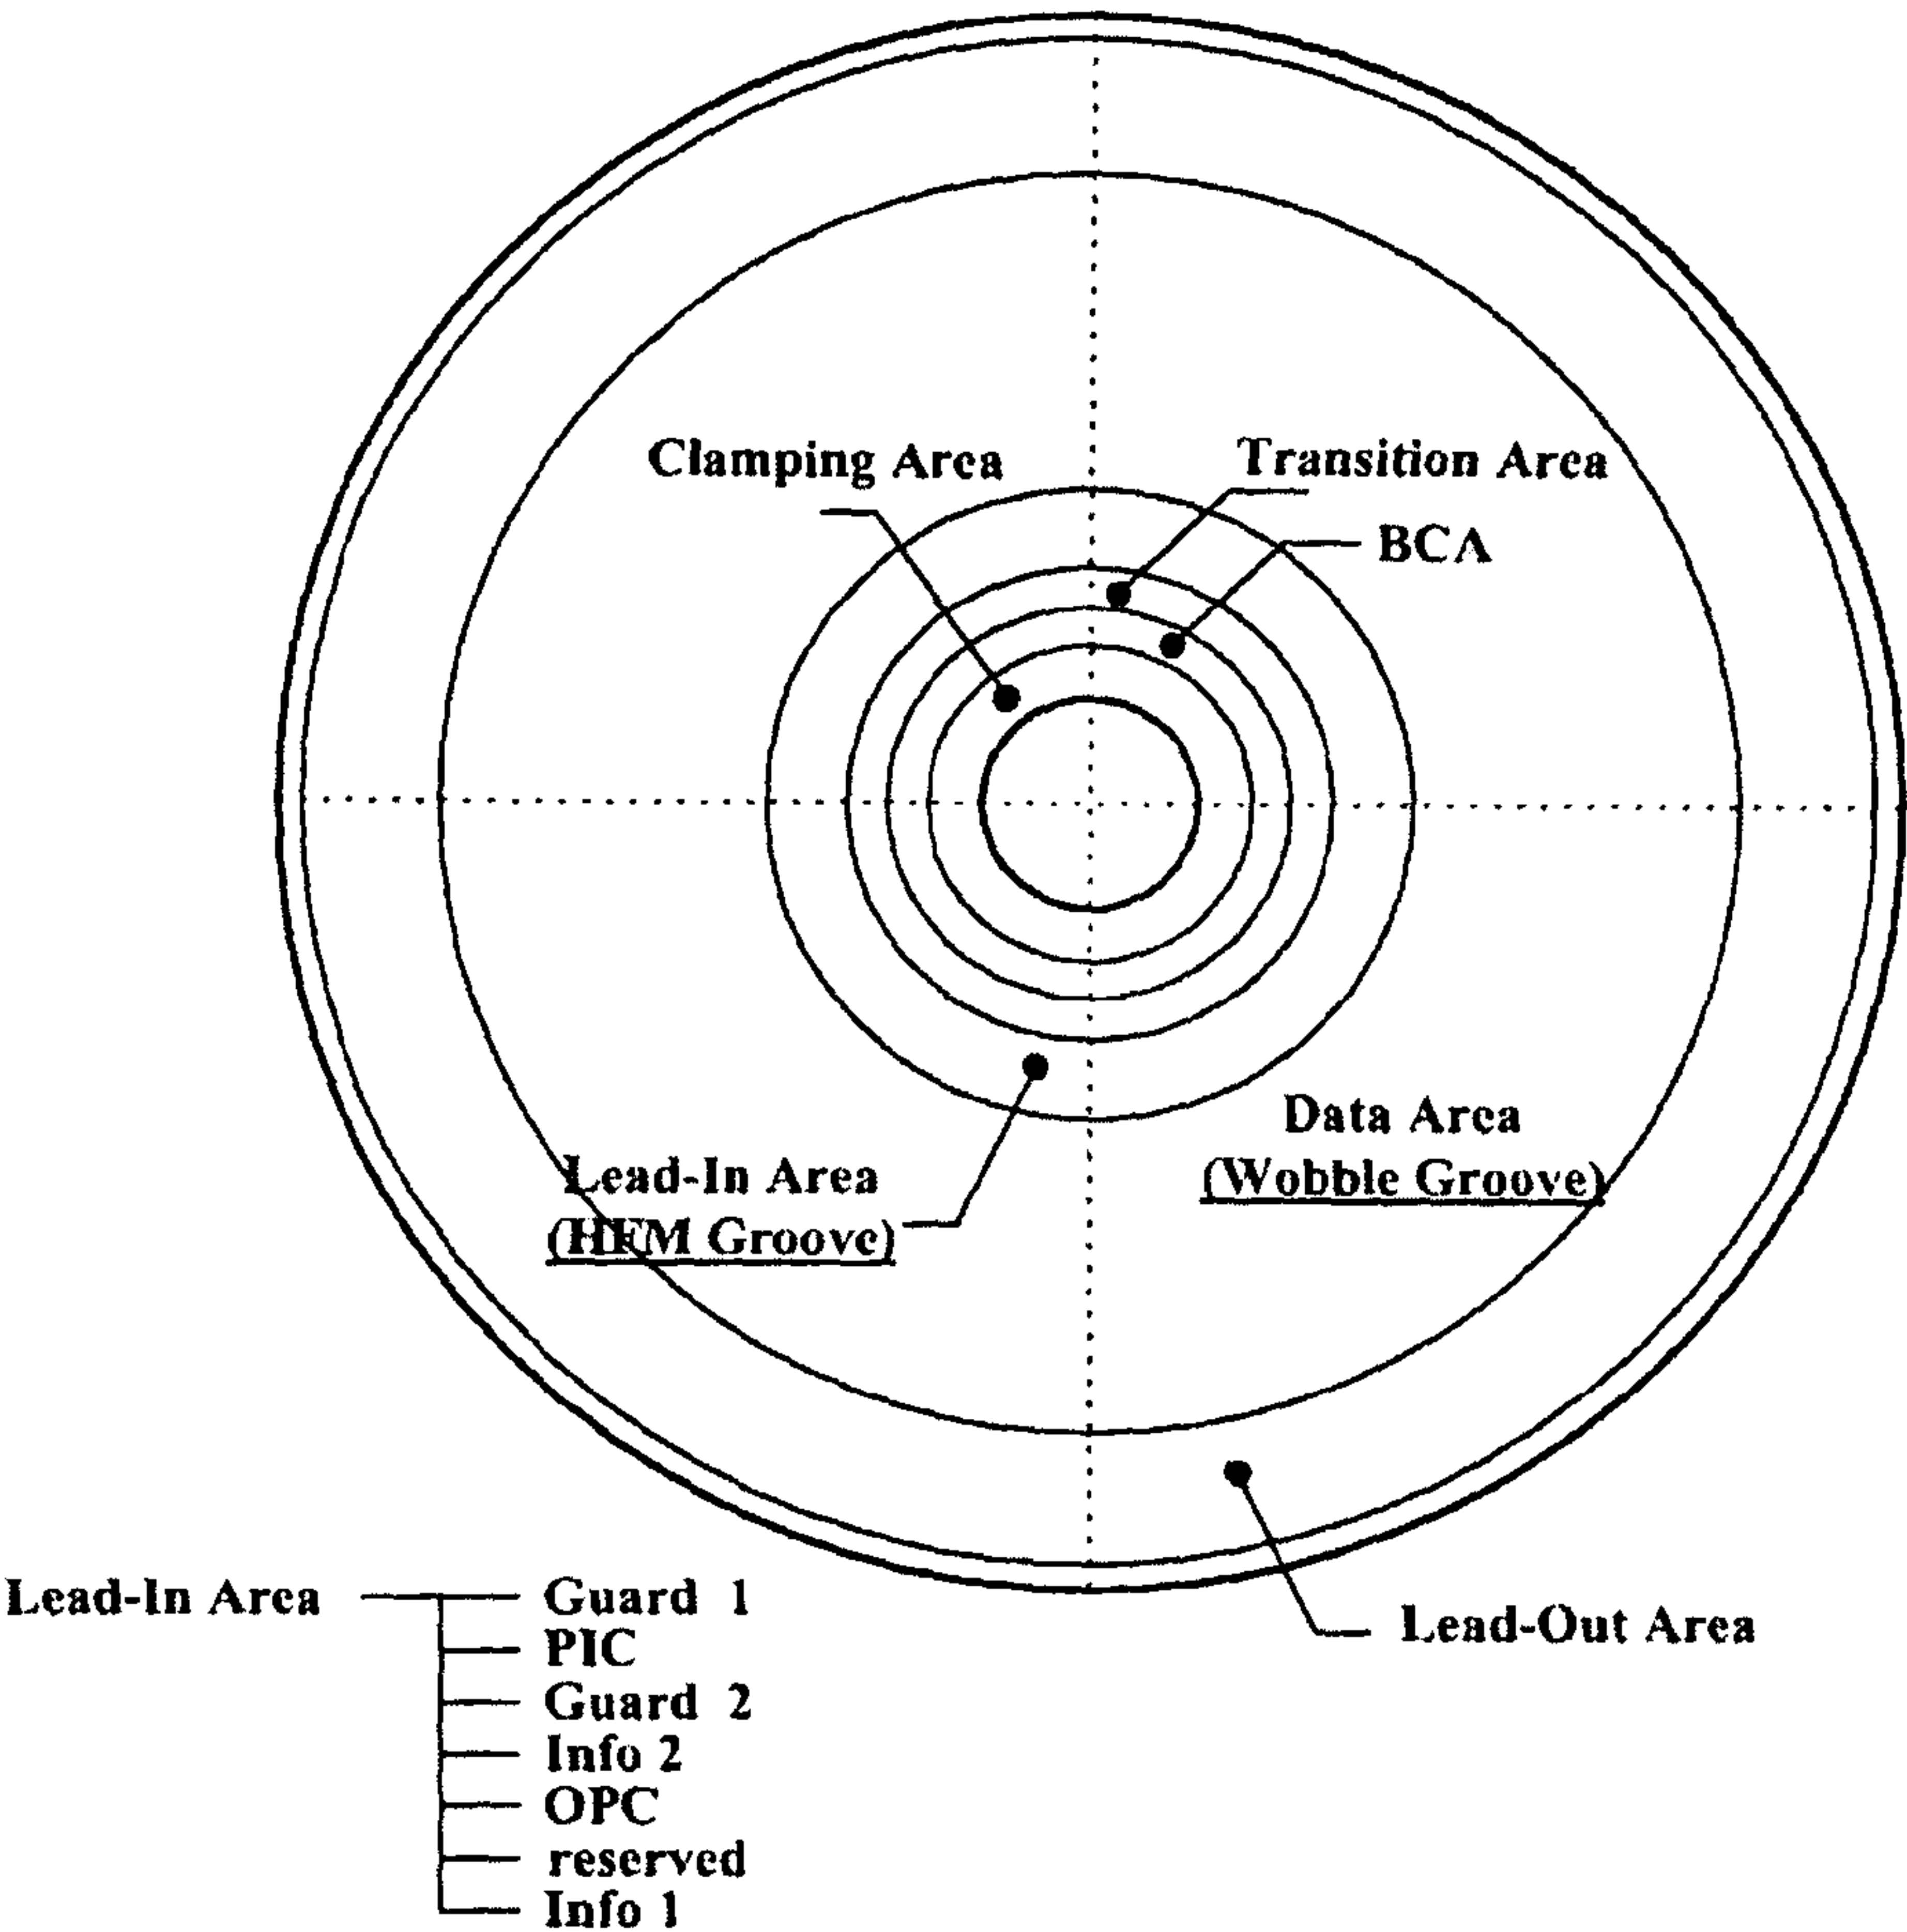 Clamping Area
Transition Area
BCA
Data Area
(Wobble Groove)
Lead-In Area
(HFM Groove)
Lead-In Area
Guard 1
PIC
Guard 2
Info 2
OPC
reserved
Info 1
Lead-Out Area